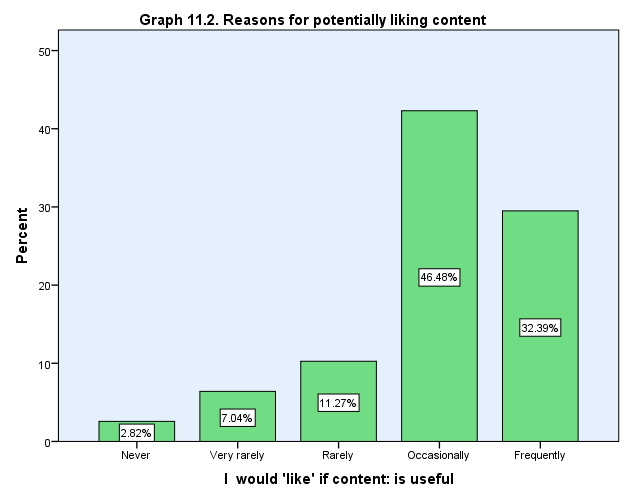 Graph 11.2. Reasons for potentially liking content
50
40
30
20
10
0
Percent
2.82%
7.04%
11.27%
46.48%
32.39%
Never
Very rarely
Rarely
Occasionally
Frequently
I would 'like' if content: is useful